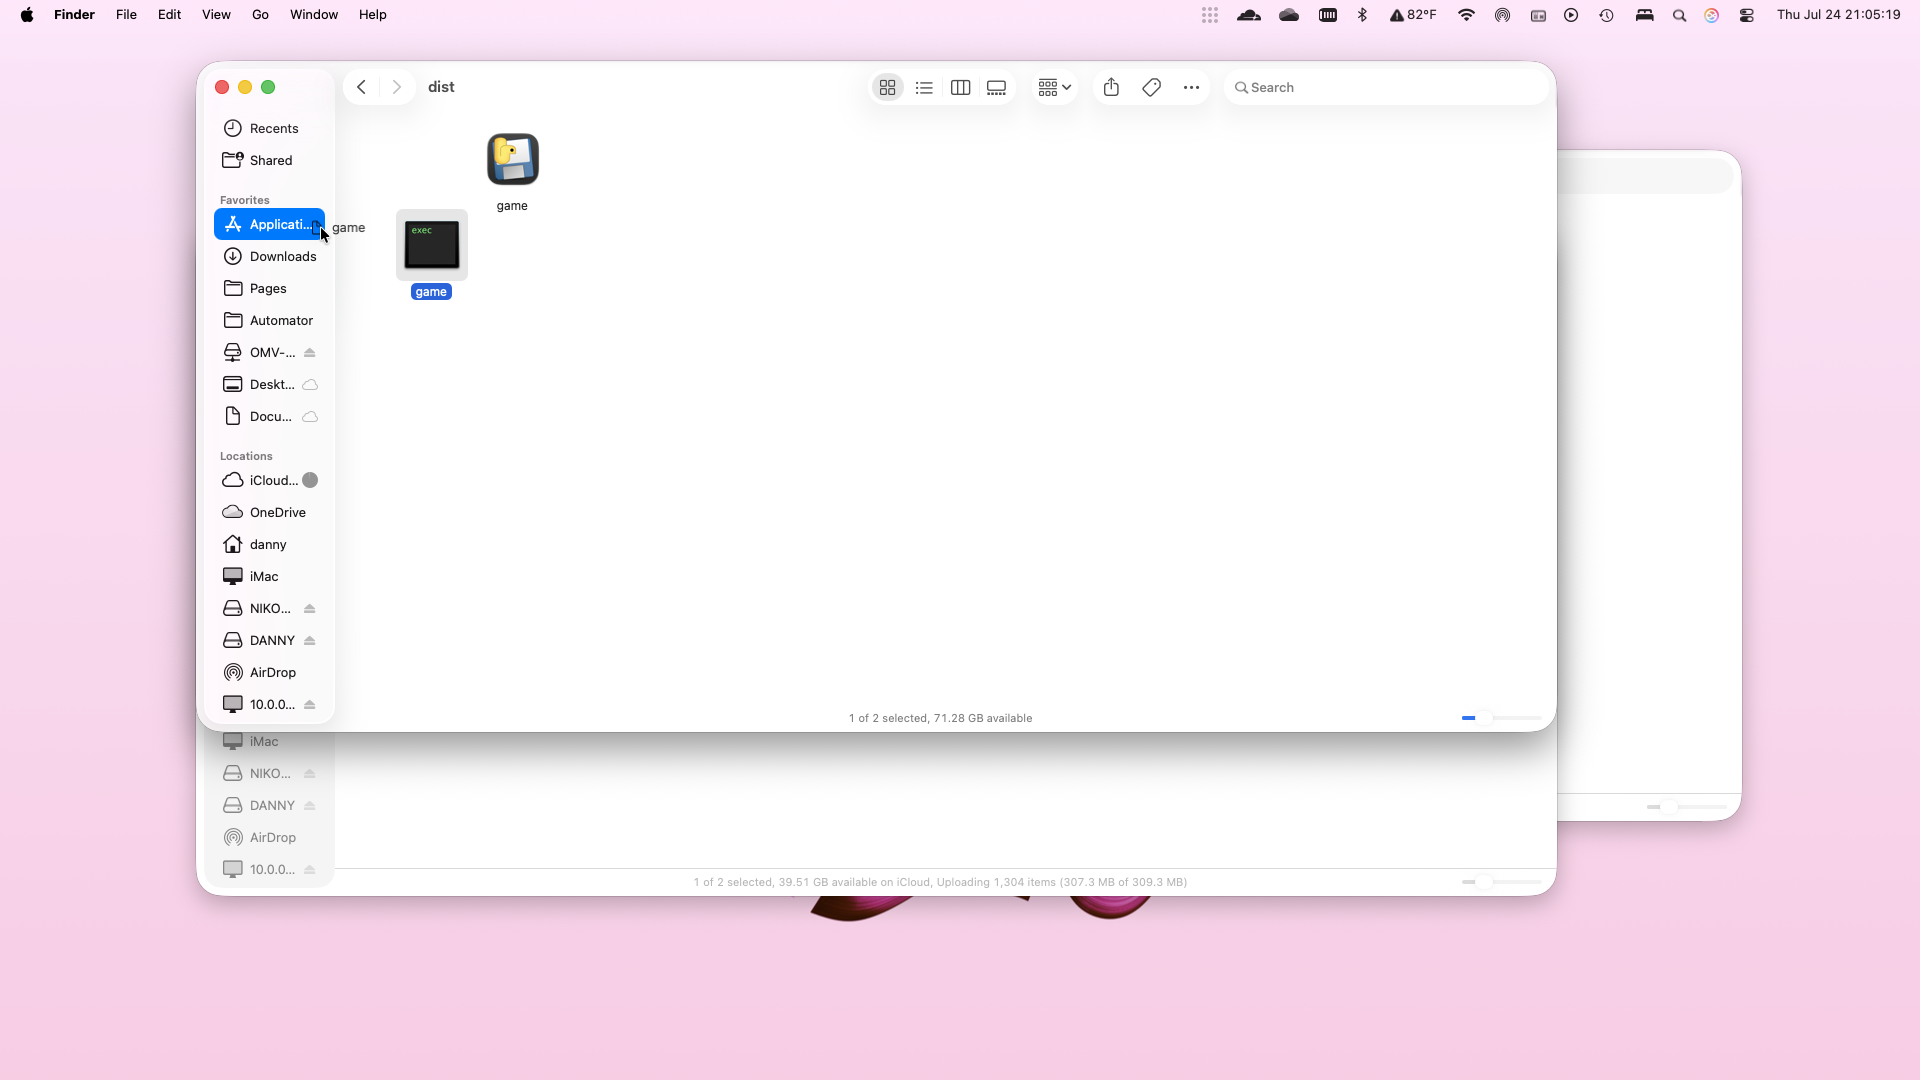 Finder File Edit View Go Window Help 82°F Thu Jul 24 21:05:19
dist
Search
Recents
Shared
Favorites
Applicati...
game
Downloads
Pages
Automator
OMV-...
Deskt...
Docu...
Locations
iCloud...
OneDrive
danny
iMac
NIKO...
DANNY
AirDrop
10.0.0...
game
exec
game
1 of 2 selected, 71.28 GB available
iMac
NIKO...
DANNY
AirDrop
10.0.0...
1 of 2 selected, 39.51 GB available on iCloud, Uploading 1,304 items (307.3 MB of 309.3 MB)